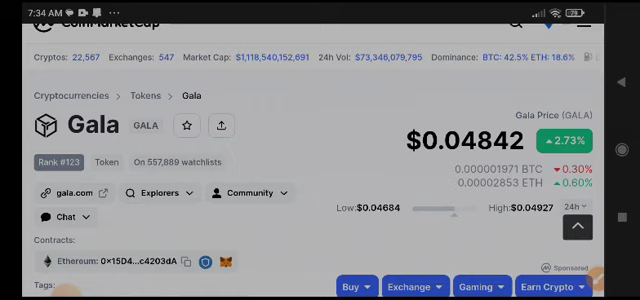 7:34 AM
CoinMarketCap
Cryptos: 22,567 Exchanges: 547 Market Cap: $1,118,540,152,691 24h Vol: $73,346,079,795 Dominance: BTC: 42.5% ETH: 18.6%
Cryptocurrencies > Tokens > Gala
Gala GALA
Gala Price (GALA)
$0.04842 2.73%
Rank #123 Token On 557,889 watchlists
0.000001971 BTC 0.30%
0.00002853 ETH 0.60%
gala.com Explorers Community
Low: $0.04684 High: $0.04927 24h
Chat
Contracts:
Ethereum: 0x15D4...c4203dA
Sponsored
Tags:
Buy Exchange Gaming Earn Crypto